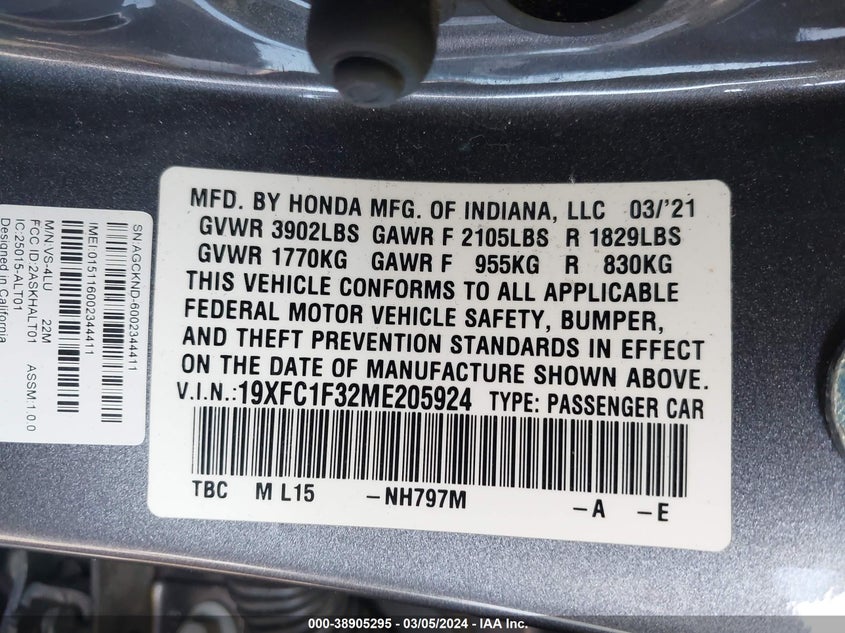 MFD. BY HONDA MFG. OF INDIANA, LLC 03/'21
GVWR 3902LBS GAWR F 2105LBS R 1829LBS
GVWR 1770KG GAWR F 955KG R 830KG
THIS VEHICLE CONFORMS TO ALL APPLICABLE
FEDERAL MOTOR VEHICLE SAFETY, BUMPER,
AND THEFT PREVENTION STANDARDS IN EFFECT
ON THE DATE OF MANUFACTURE SHOWN ABOVE.
V.I.N.:19XFC1F32ME205924 TYPE: PASSENGER CAR
TBC M L15 -NH797M -A -E
SN:AGCKND-6002344411
IMEI:015116002344411
M/N:VS-4LU 22M
FCC ID:2ASKHALT01 ASSM:1.0.0
IC:25015-ALT01
Designed in California
000-38905295 - 03/05/2024 - IAA Inc.